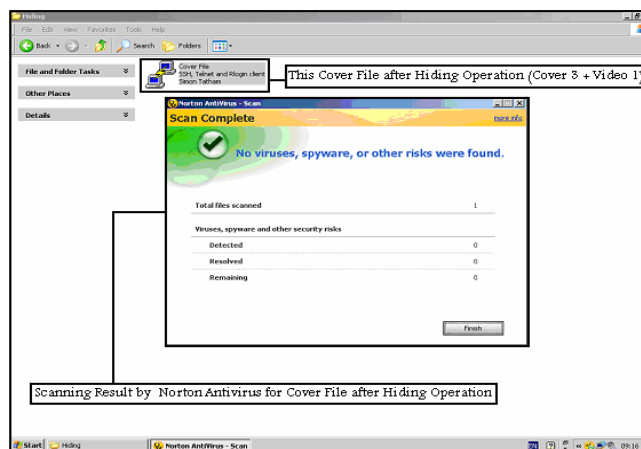 Hiding
File Edit View Favorites Tools Help
Back Search Folders
File and Folder Tasks
Other Places
Details
Cover File
SSH, Telnet and Rlogin client
Simon Tatham
This Cover File after Hiding Operation (Cover 3 + Video 1)
Norton AntiVirus - Scan
Scan Complete
more info
No viruses, spyware, or other risks were found.
Total files scanned 1
Viruses, spyware and other security risks
Detected 0
Resolved 0
Remaining 0
Finish
Scanning Result by Norton Antivirus for Cover File after Hiding Operation
Start Hiding Norton AntiVirus - Scan 09:16